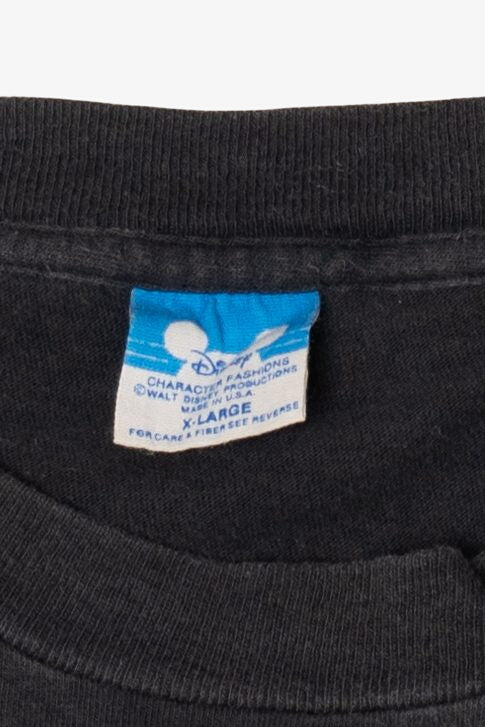 Disney
CHARACTER FASHIONS
©WALT DISNEY PRODUCTIONS
MADE IN U.S.A.
X-LARGE
FOR CARE & FIBER SEE REVERSE